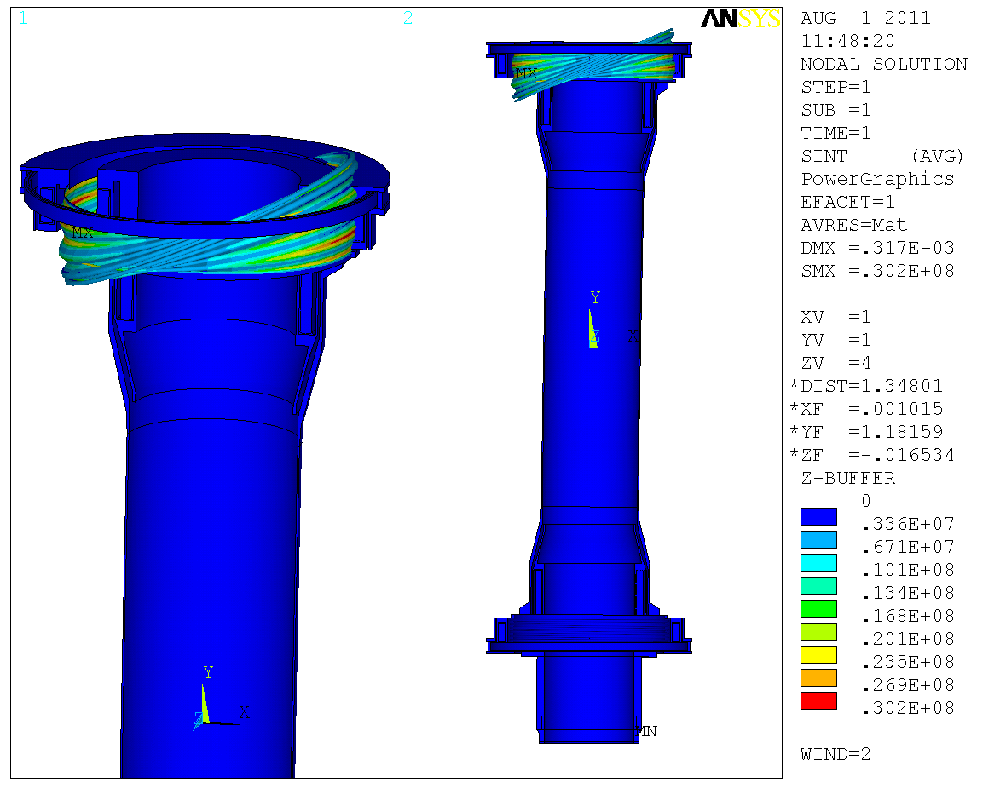 1
2
ANSYS
AUG  1 2011
11:48:20
NODAL SOLUTION
STEP=1
SUB =1
TIME=1
SINT     (AVG)
PowerGraphics
EFACET=1
AVRES=Mat
DMX =.317E-03
SMX =.302E+08
XV  =1
YV  =1
ZV  =4
*DIST=1.34801
*XF  =.001015
*YF  =1.18159
*ZF  =-.016534
Z-BUFFER
0
.336E+07
.671E+07
.101E+08
.134E+08
.168E+08
.201E+08
.235E+08
.269E+08
.302E+08
WIND=2
MX
Y
X
Z
MX
Y
X
Z
MN